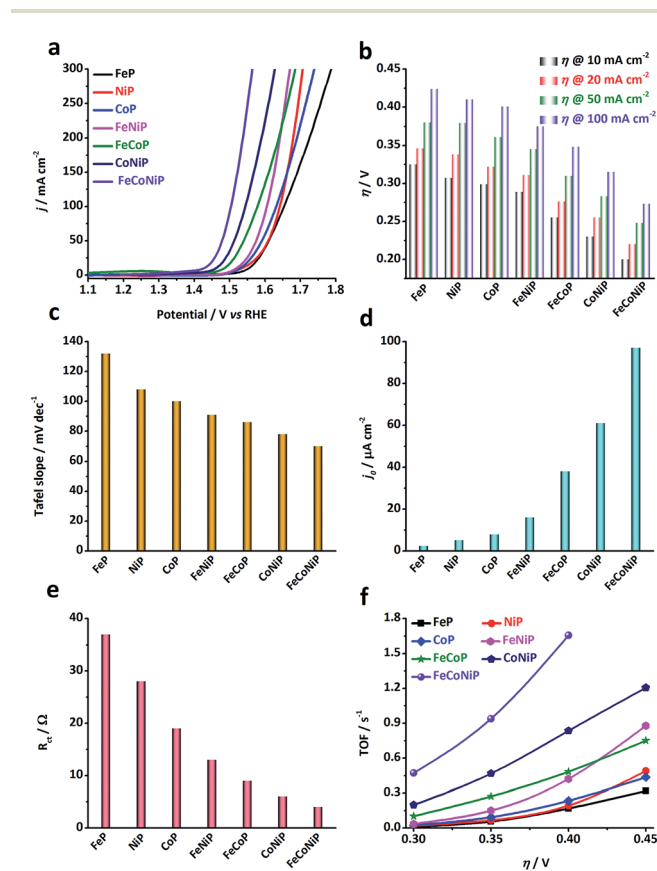 a
FeP
NiP
CoP
FeNiP
FeCoP
CoNiP
FeCoNiP
300
250
200
150
100
50
0
j / mA cm⁻²
1.1 1.2 1.3 1.4 1.5 1.6 1.7 1.8
Potential / V vs RHE
b
η @ 10 mA cm⁻²
η @ 20 mA cm⁻²
η @ 50 mA cm⁻²
η @ 100 mA cm⁻²
0.45
0.40
0.35
0.30
0.25
0.20
η / V
FeP NiP CoP FeNiP FeCoP CoNiP FeCoNiP
c
140
120
100
80
60
40
20
0
Tafel slope / mV dec⁻¹
FeP NiP CoP FeNiP FeCoP CoNiP FeCoNiP
d
100
80
60
40
20
0
j₀ / μA cm⁻²
FeP NiP CoP FeNiP FeCoP CoNiP FeCoNiP
e
40
30
20
10
0
R_ct / Ω
FeP NiP CoP FeNiP FeCoP CoNiP FeCoNiP
f
FeP NiP
CoP FeNiP
FeCoP CoNiP
FeCoNiP
1.8
1.5
1.2
0.9
0.6
0.3
0.0
TOF / s⁻¹
0.30 0.35 0.40 0.45
η / V